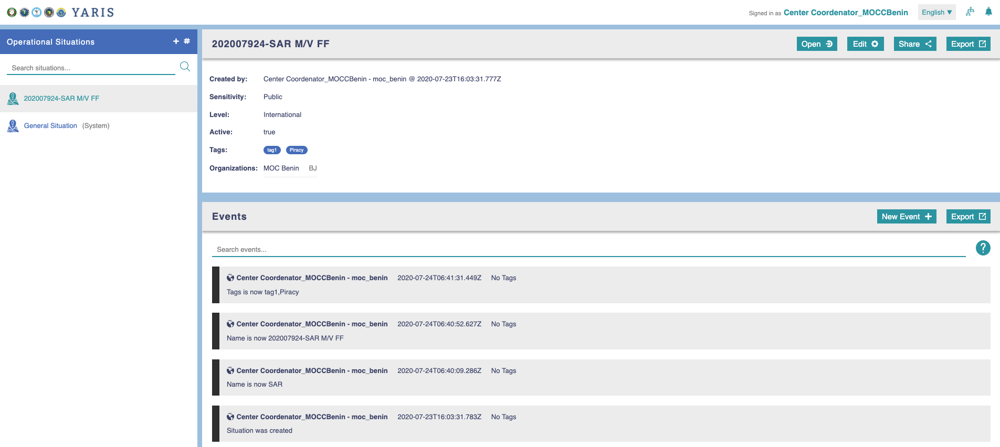 YARIS
Signed in as Center Coordenator_MOCCBenin English ▼
Operational Situations + #
Search situations...
202007924-SAR M/V FF
General Situation (System)
202007924-SAR M/V FF
Open Edit Share Export
Created by: Center Coordenator_MOCCBenin - moc_benin @ 2020-07-23T16:03:31.777Z
Sensitivity: Public
Level: International
Active: true
Tags: tag1 Piracy
Organizations: MOC Benin BJ
Events
New Event + Export
Search events...
?
Center Coordenator_MOCCBenin - moc_benin 2020-07-24T06:41:31.449Z No Tags
Tags is now tag1,Piracy
Center Coordenator_MOCCBenin - moc_benin 2020-07-24T06:40:52.627Z No Tags
Name is now 202007924-SAR M/V FF
Center Coordenator_MOCCBenin - moc_benin 2020-07-24T06:40:09.286Z No Tags
Name is now SAR
Center Coordenator_MOCCBenin - moc_benin 2020-07-23T16:03:31.783Z No Tags
Situation was created